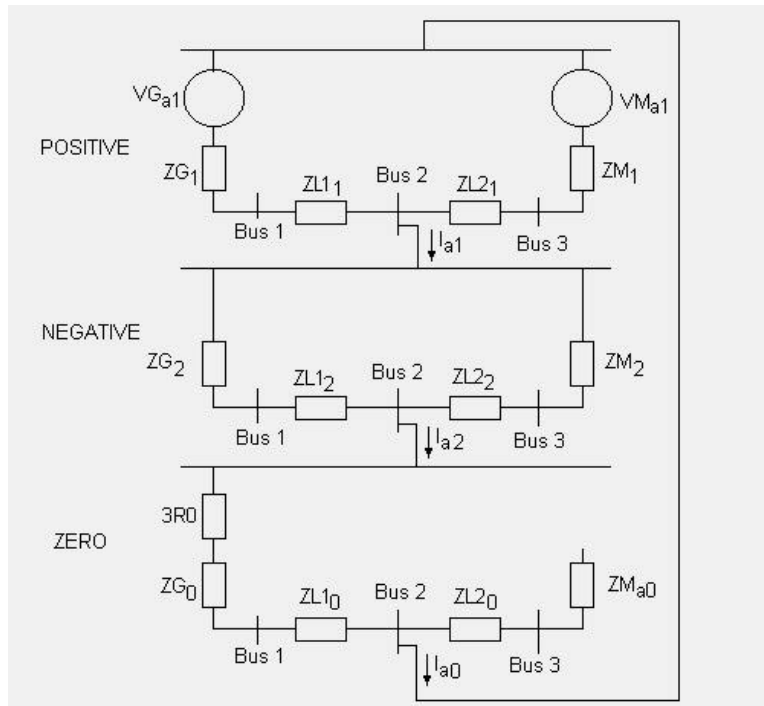 VGa1
VMa1
POSITIVE
ZG1
ZL11
Bus 2
ZL21
ZM1
Bus 1
Ia1
Bus 3
NEGATIVE
ZG2
ZL12
Bus 2
ZL22
ZM2
Bus 1
Ia2
Bus 3
3R0
ZERO
ZG0
ZL10
Bus 2
ZL20
ZMa0
Bus 1
Ia0
Bus 3